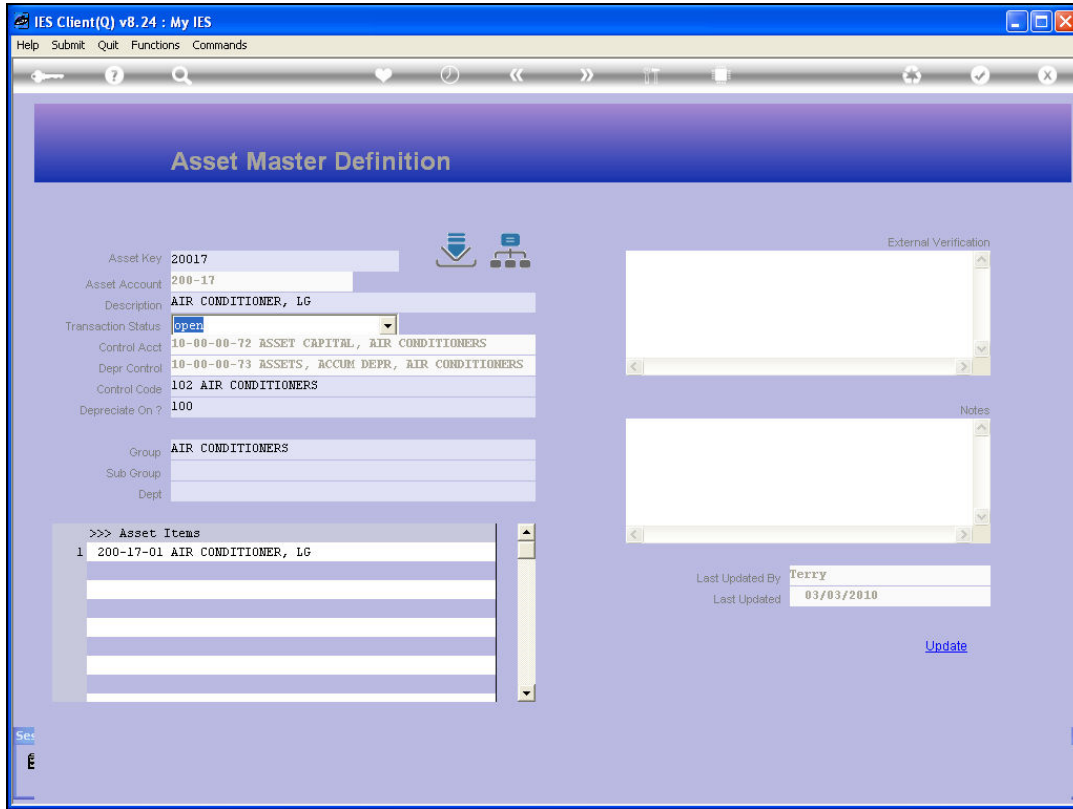 IES Client(Q) v8.24 : My IES
Help Submit Quit Functions Commands
Asset Master Definition
Asset Key 20017
Asset Account 200-17
Description AIR CONDITIONER, LG
Transaction Status open
Control Acct 10-00-00-72 ASSET CAPITAL, AIR CONDITIONERS
Depr Control 10-00-00-73 ASSETS, ACCUM DEPR, AIR CONDITIONERS
Control Code 102 AIR CONDITIONERS
Depreciate On ? 100
Group AIR CONDITIONERS
Sub Group
Dept
>>> Asset Items
1 200-17-01 AIR CONDITIONER, LG
External Verification
Notes
Last Updated By Terry
Last Updated 03/03/2010
Update
Ses